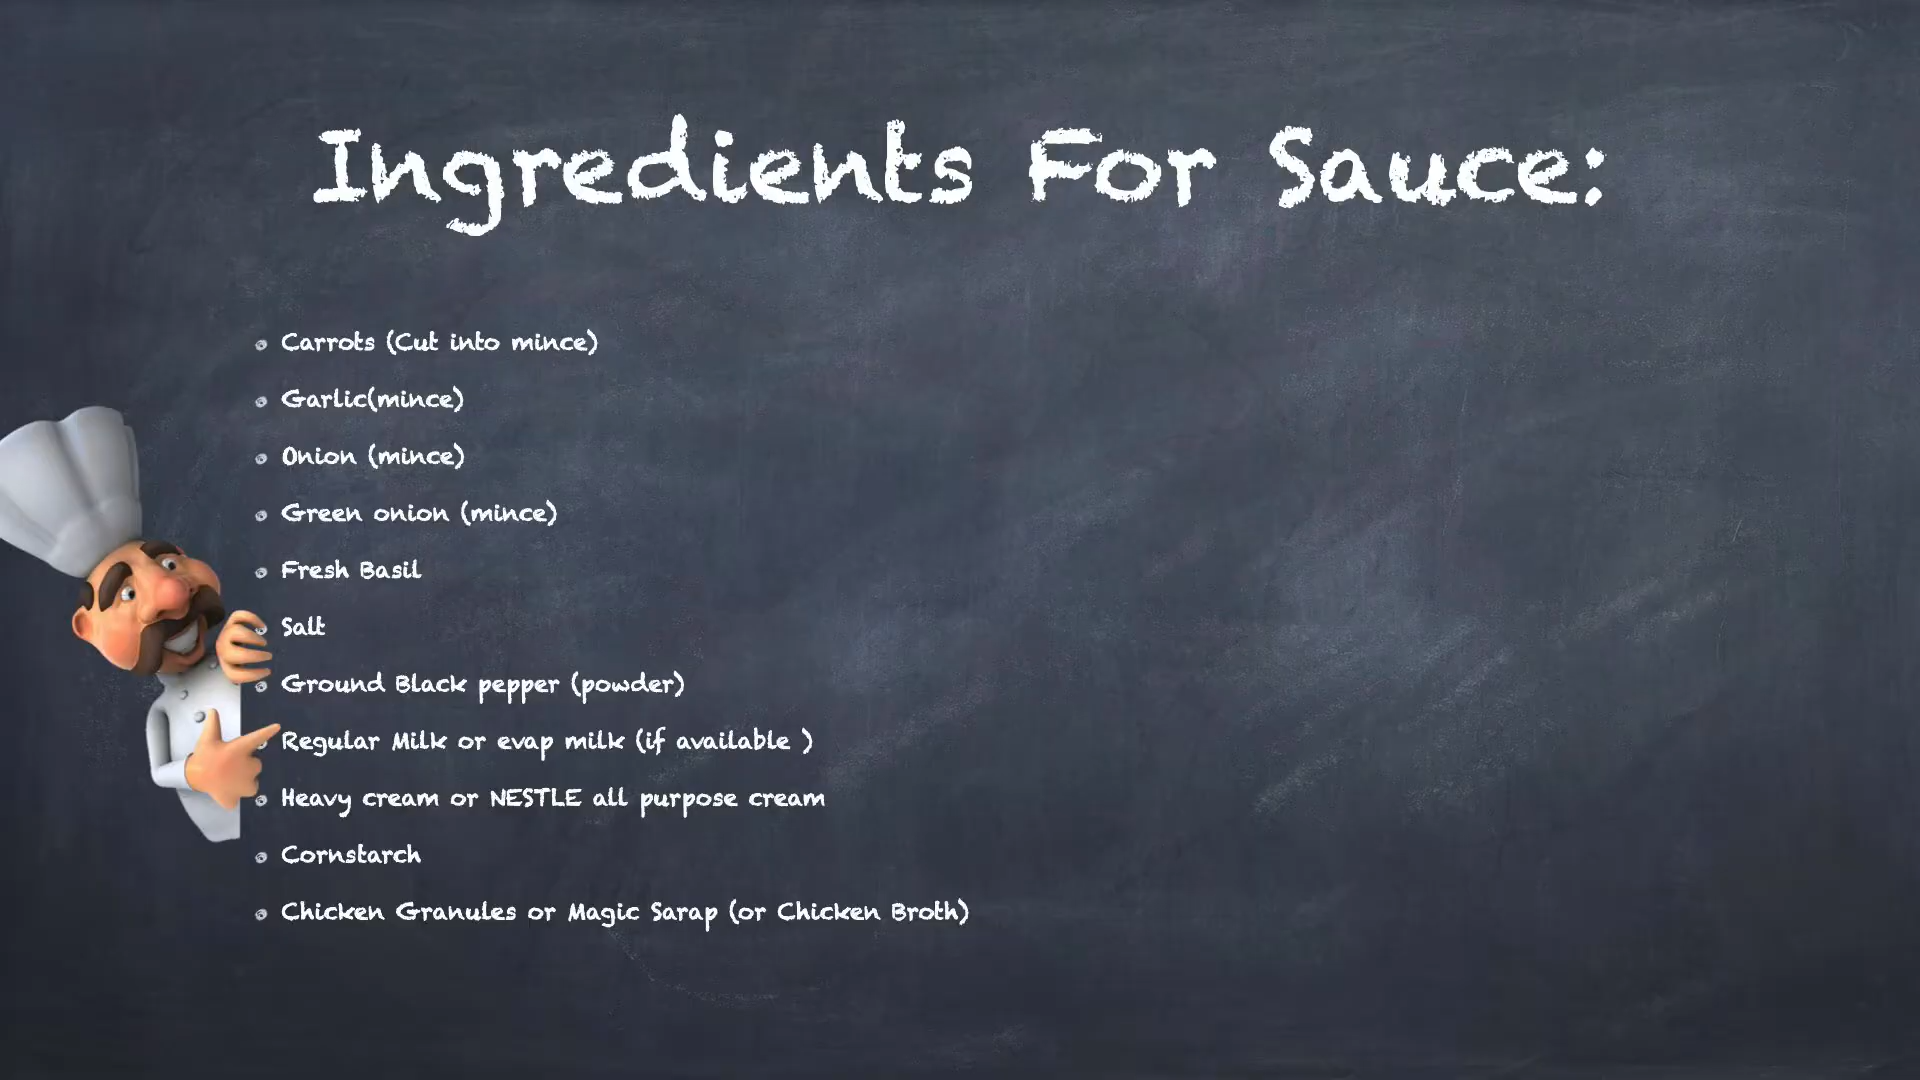 Ingredients For Sauce:
Carrots (Cut into mince)
Garlic(mince)
Onion (mince)
Green onion (mince)
Fresh Basil
Salt
Ground Black pepper (powder)
Regular Milk or evap milk (if available )
Heavy cream or NESTLE all purpose cream
Cornstarch
Chicken Granules or Magic Sarap (or Chicken Broth)